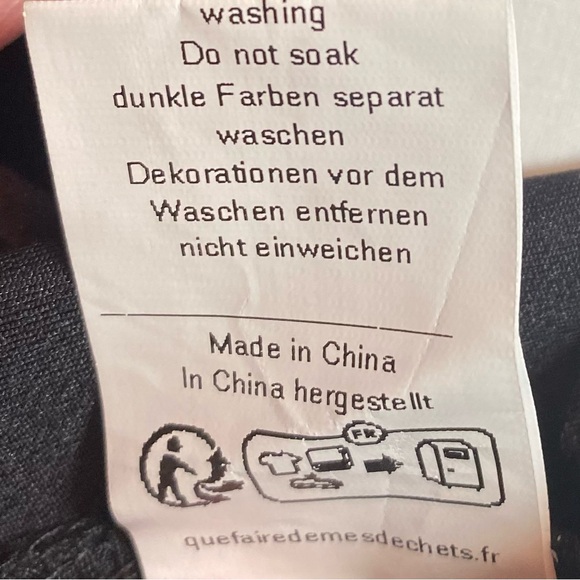 washing
Do not soak
dunkle Farben separat
waschen
Dekorationen vor dem
Waschen entfernen
nicht einweichen
Made in China
In China hergestellt
FR
quefairedemesdechets.fr